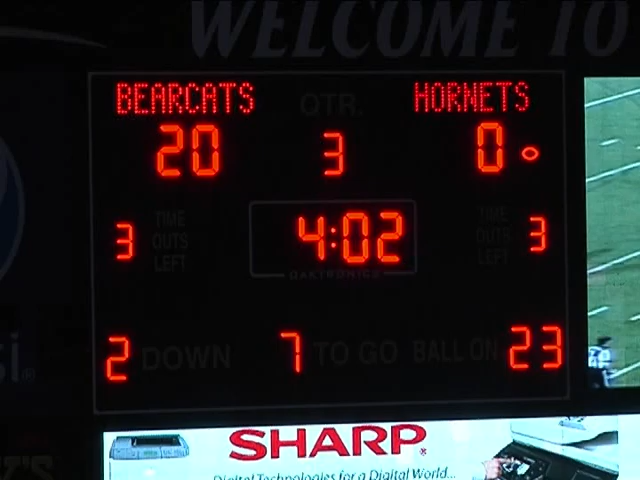 WELCOME TO
BEARCATS QTR. HORNETS
20 3 0
3 TIME OUTS LEFT 4:02 TIME OUTS LEFT 3
DAKTRONICS
2 DOWN 7 TO GO BALL ON 23
SHARP
Digital Technologies for a Digital World...